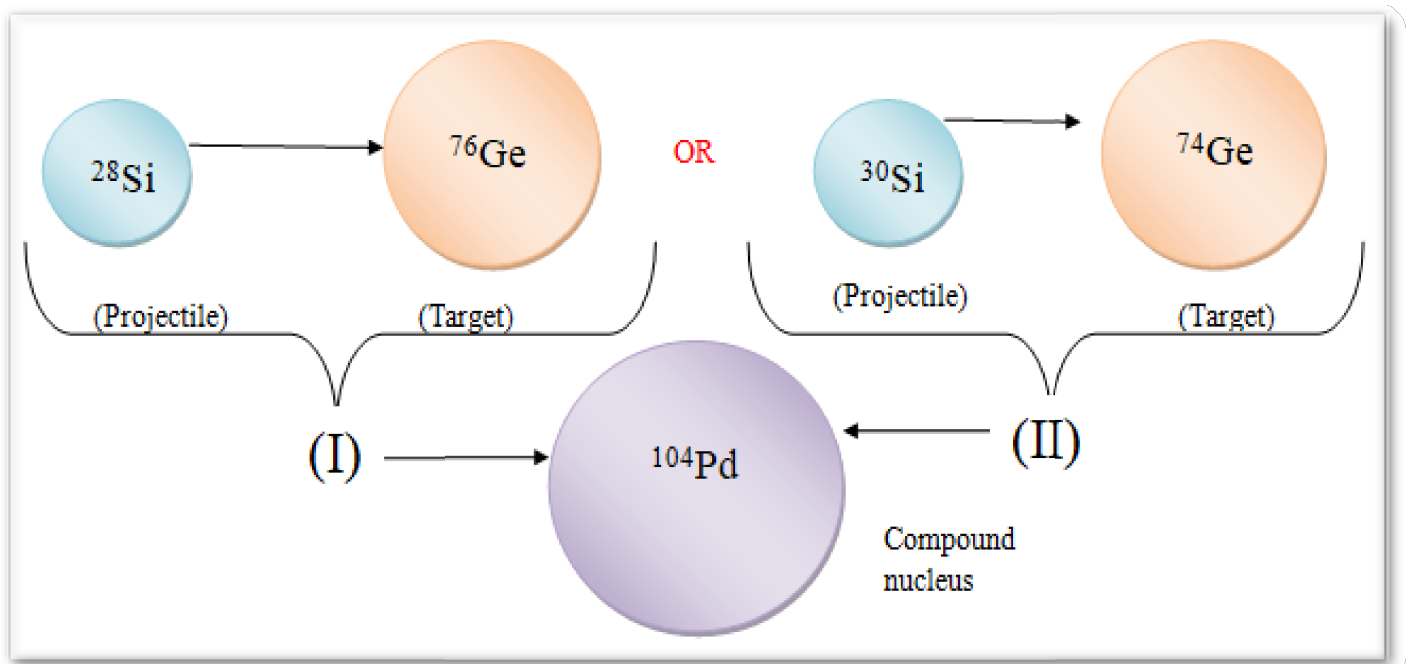 ²⁸Si
⁷⁶Ge
OR
³⁰Si
⁷⁴Ge
(Projectile)
(Target)
(Projectile)
(Target)
(I)
(II)
¹⁰⁴Pd
Compound
nucleus